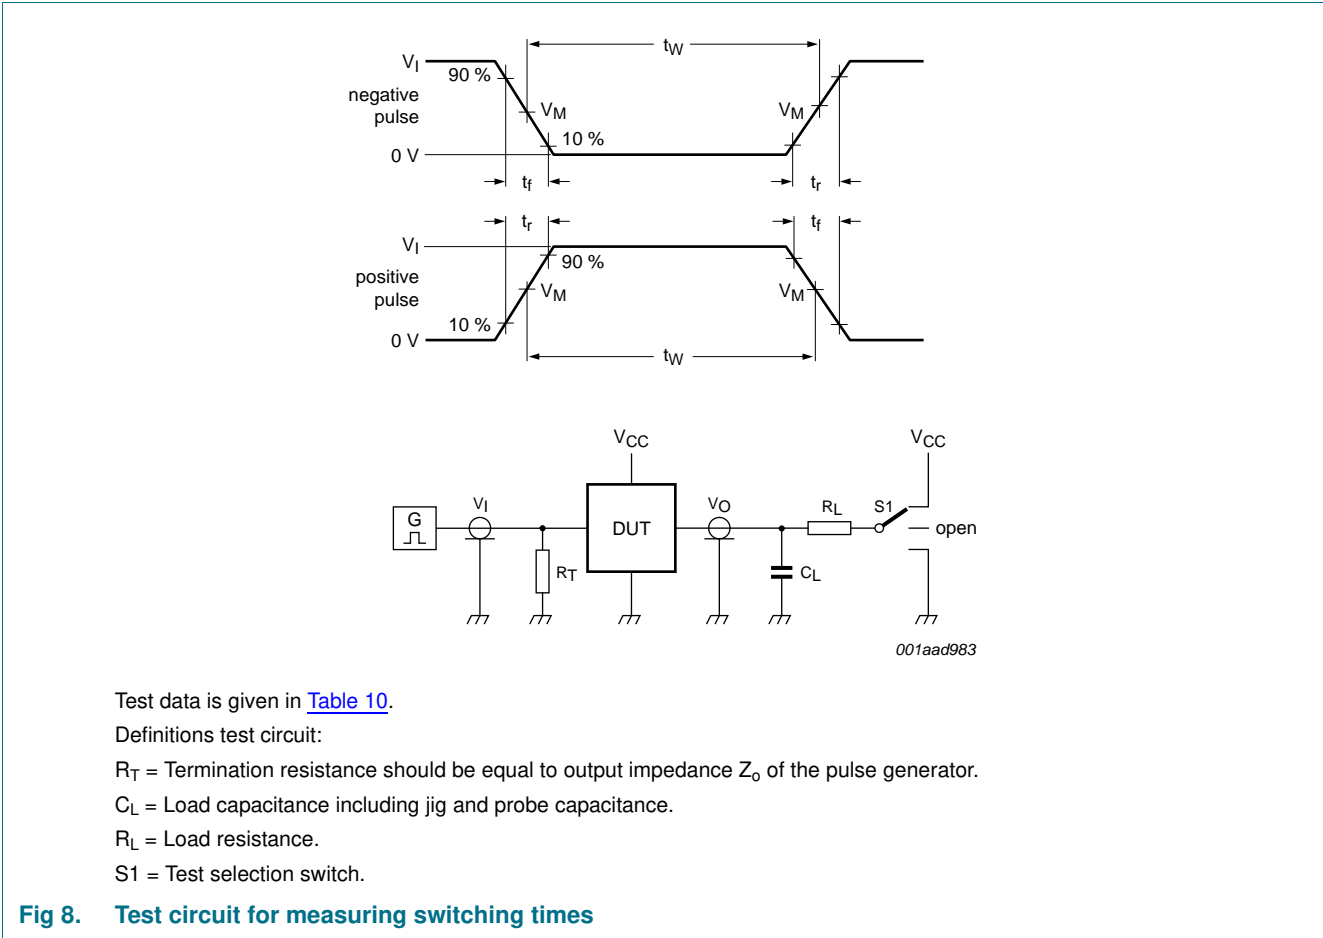 tW
VI
90 %
negative
pulse
VM
VM
10 %
0 V
tf
tr
tr
tf
VI
90 %
positive
pulse
VM
VM
10 %
0 V
tW
VCC
VCC
VI
VO
RL
S1
G
DUT
open
RT
CL
001aad983
Test data is given in Table 10.
Definitions test circuit:
RT = Termination resistance should be equal to output impedance Zo of the pulse generator.
CL = Load capacitance including jig and probe capacitance.
RL = Load resistance.
S1 = Test selection switch.
Fig 8. Test circuit for measuring switching times